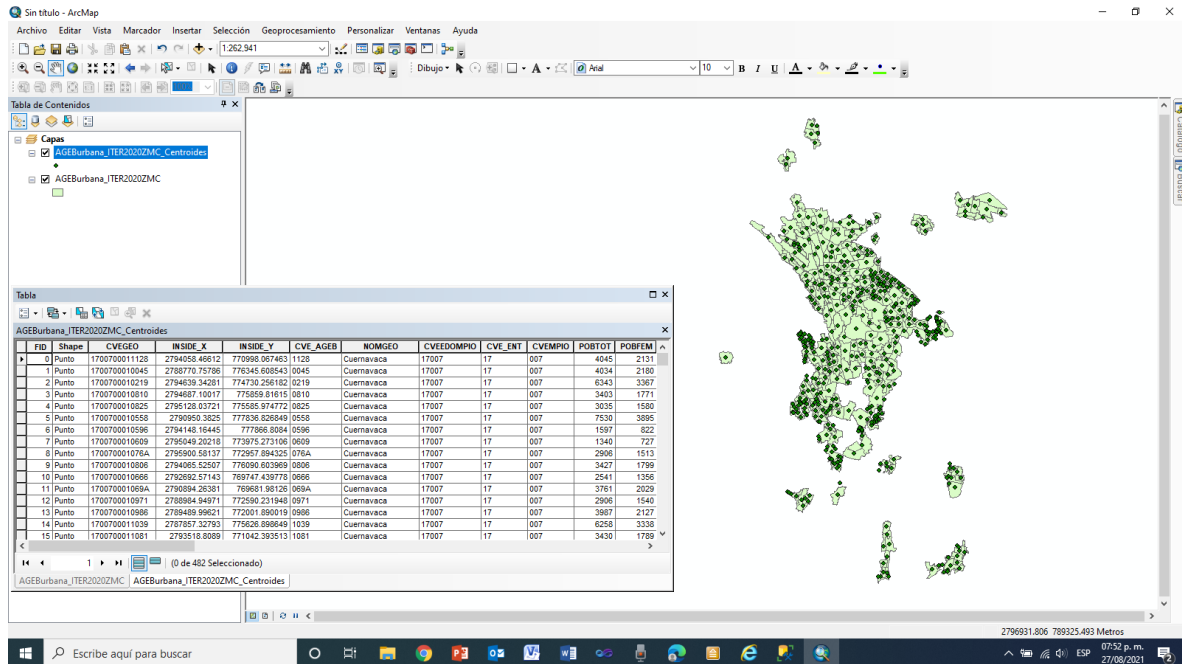 Sin título - ArcMap
Archivo Editar Vista Marcador Insertar Selección Geoprocesamiento Personalizar Ventanas Ayuda
1:262,941
Dibujo A Arial 10 B I U A
Tabla de Contenidos
Capas
AGEBurbana_ITER2020ZMC_Centroides
AGEBurbana_ITER2020ZMC
Catálogo
Buscar
Tabla
AGEBurbana_ITER2020ZMC_Centroides
FID Shape CVEGEO INSIDE_X INSIDE_Y CVE_AGEB NOMGEO CVEEDOMPIO CVE_ENT CVEMPIO POBTOT POBFEM
0 Punto 1700700011128 2794058.46612 770998.067463 1128 Cuernavaca 17007 17 007 4045 2131
1 Punto 1700700010045 2788770.75786 776345.608543 0045 Cuernavaca 17007 17 007 4034 2180
2 Punto 1700700010219 2794639.34281 774730.256182 0219 Cuernavaca 17007 17 007 6343 3367
3 Punto 1700700010810 2794687.10017 775859.81615 0810 Cuernavaca 17007 17 007 3403 1771
4 Punto 1700700010825 2795128.03721 775585.974772 0825 Cuernavaca 17007 17 007 3035 1580
5 Punto 1700700010558 2790950.3825 777836.826849 0558 Cuernavaca 17007 17 007 7530 3895
6 Punto 1700700010596 2794148.16445 777866.8084 0596 Cuernavaca 17007 17 007 1597 822
7 Punto 1700700010609 2795049.20218 773975.273106 0609 Cuernavaca 17007 17 007 1340 727
8 Punto 170070001076A 2795900.58137 772957.894325 076A Cuernavaca 17007 17 007 2906 1513
9 Punto 1700700010806 2794065.52507 776090.603969 0806 Cuernavaca 17007 17 007 3427 1799
10 Punto 1700700010666 2792692.57143 769747.439778 0666 Cuernavaca 17007 17 007 2541 1356
11 Punto 170070001069A 2790894.26381 769681.98126 069A Cuernavaca 17007 17 007 3761 2029
12 Punto 1700700010971 2788984.94971 772590.231948 0971 Cuernavaca 17007 17 007 2906 1540
13 Punto 1700700010986 2789489.99621 772001.890019 0986 Cuernavaca 17007 17 007 3987 2127
14 Punto 1700700011039 2787857.32793 775626.898649 1039 Cuernavaca 17007 17 007 6258 3338
15 Punto 1700700011081 2793518.8089 771042.393513 1081 Cuernavaca 17007 17 007 3430 1789
1 (0 de 482 Seleccionado)
AGEBurbana_ITER2020ZMC AGEBurbana_ITER2020ZMC_Centroides
2796931.806 789325.493 Metros
Escribe aquí para buscar
ESP
07:52 p. m.
27/08/2021
2